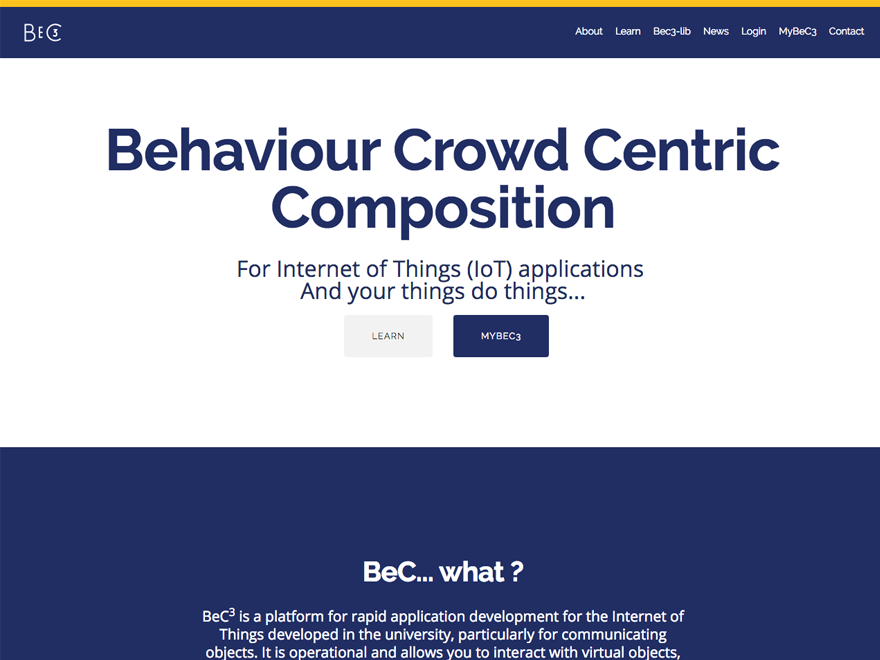 BeC3
About Learn Bec3-lib News Login MyBeC3 Contact
Behaviour Crowd Centric
Composition
For Internet of Things (IoT) applications
And your things do things...
LEARN MYBEC3
BeC... what ?
BeC³ is a platform for rapid application development for the Internet of
Things developed in the university, particularly for communicating
objects. It is operational and allows you to interact with virtual objects,